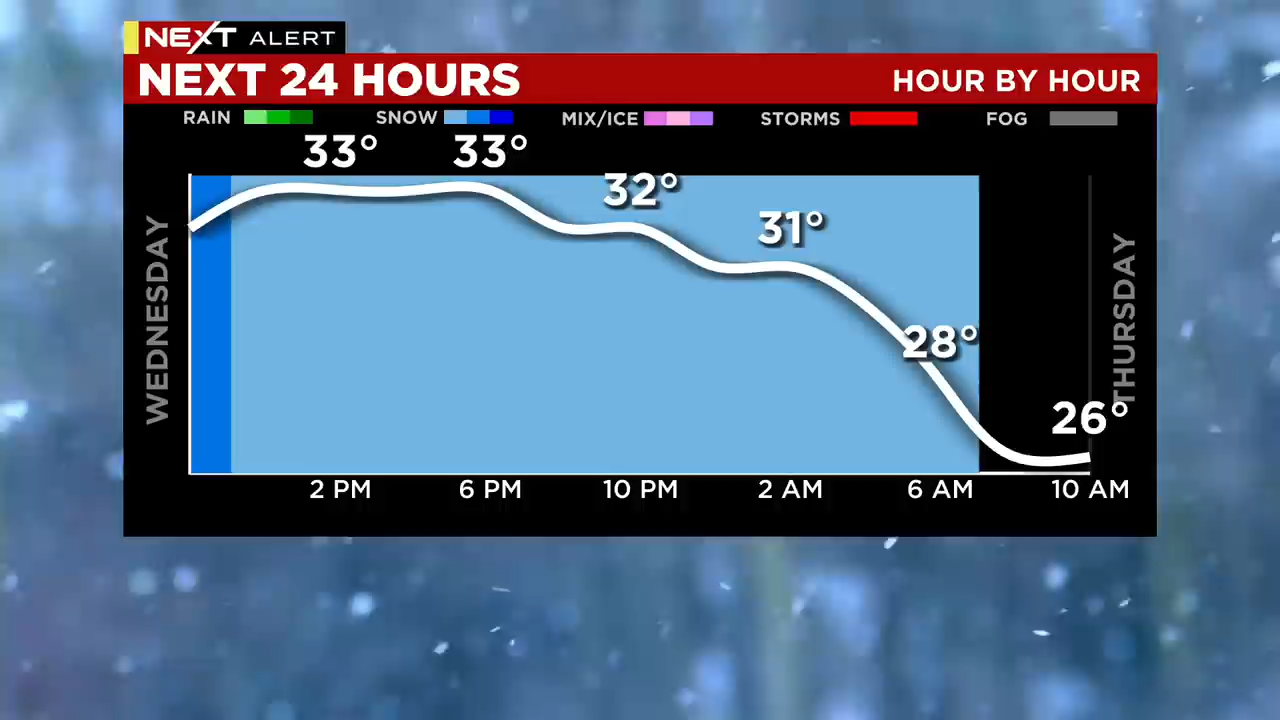 NEXT ALERT
NEXT 24 HOURS HOUR BY HOUR
RAIN SNOW MIX/ICE STORMS FOG
33° 33°
32°
31°
28°
26°
WEDNESDAY
THURSDAY
2 PM 6 PM 10 PM 2 AM 6 AM 10 AM